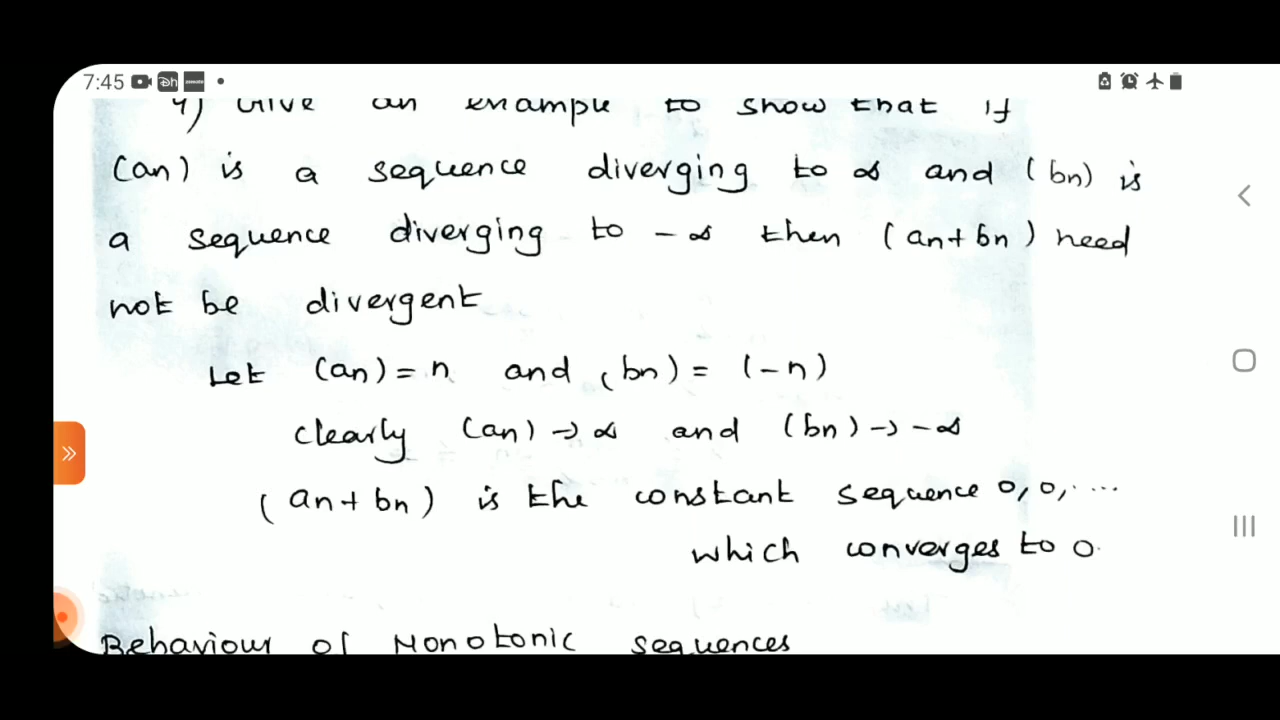 7:45
4) Give an example to show that if
(an) is a sequence diverging to ∞ and (bn) is
a sequence diverging to -∞ then (an+bn) need
not be divergent
Let (an) = n and (bn) = (-n)
clearly (an) → ∞ and (bn) → -∞
(an+bn) is the constant sequence 0,0,....
which converges to 0.
Behaviour of Monotonic sequences